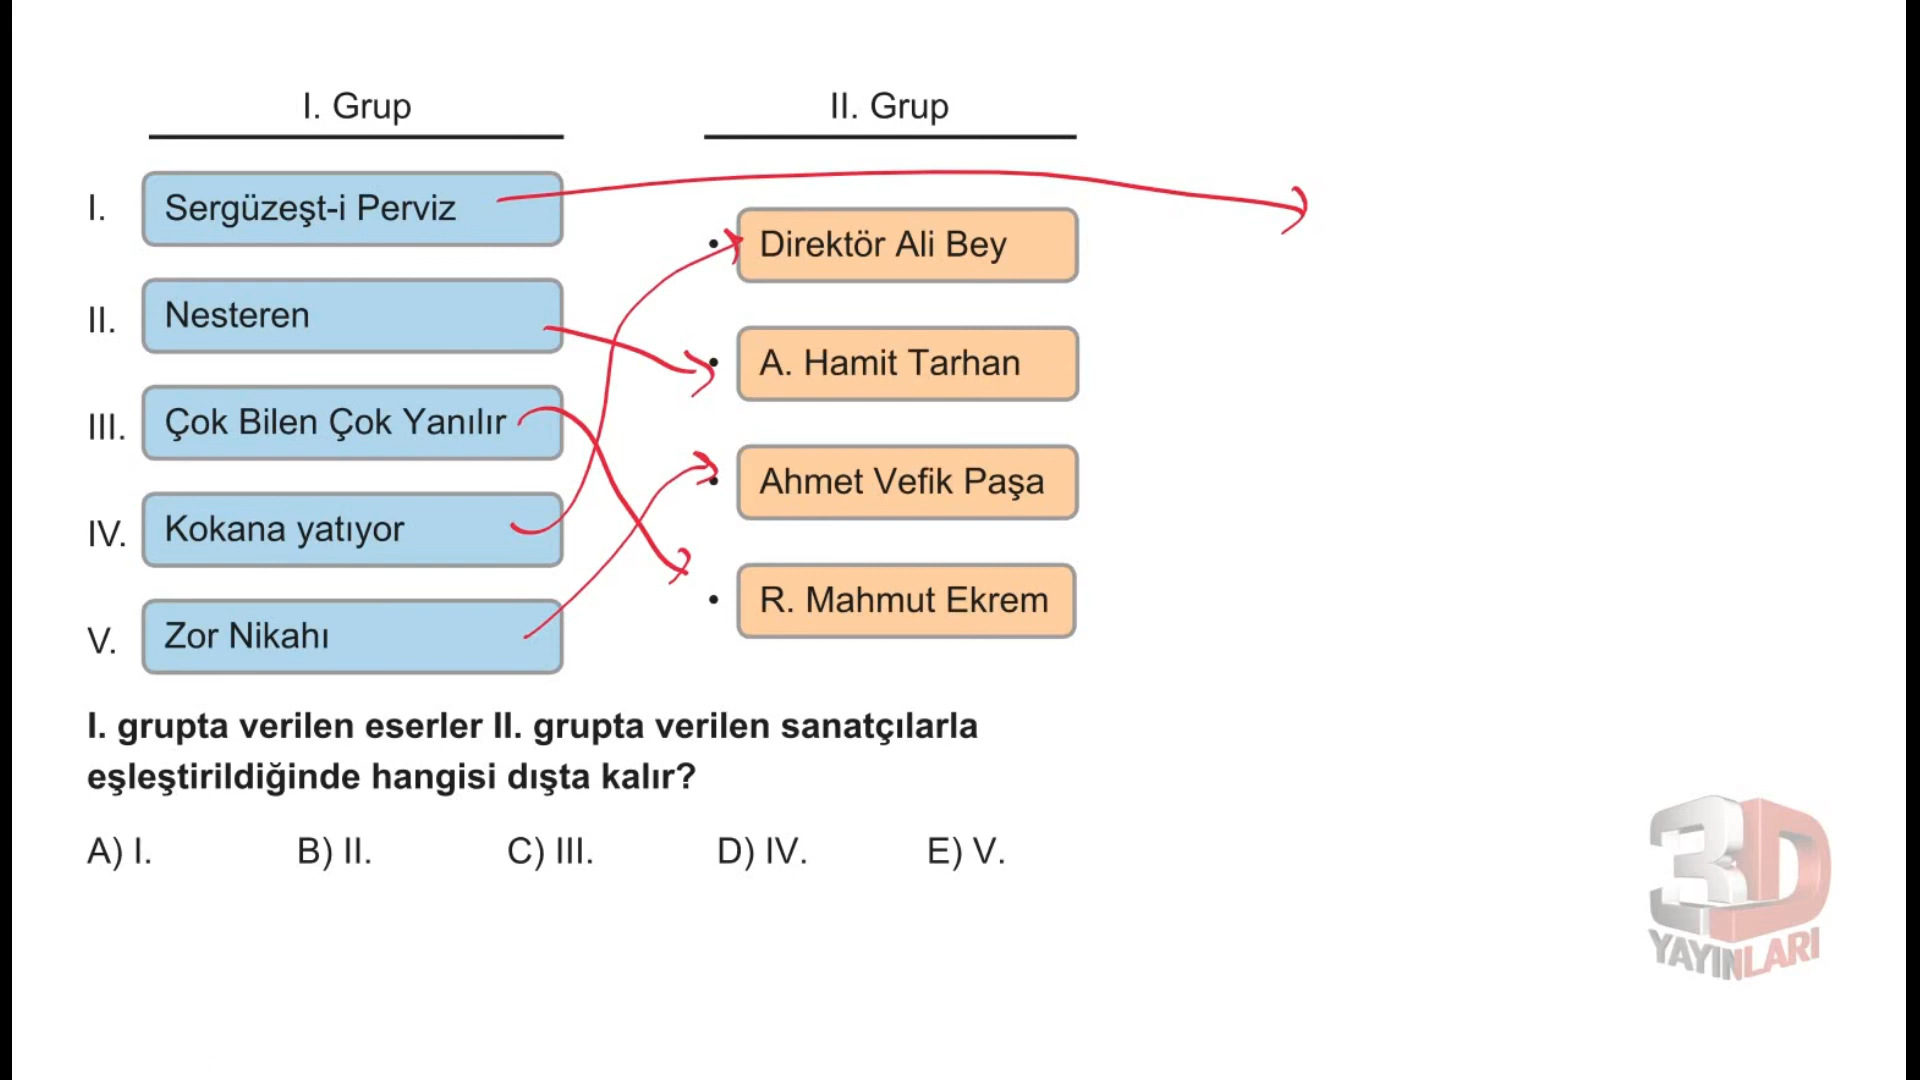 I. Grup
II. Grup
I. Sergüzeşt-i Perviz
• Direktör Ali Bey
II. Nesteren
• A. Hamit Tarhan
III. Çok Bilen Çok Yanılır
• Ahmet Vefik Paşa
IV. Kokana yatıyor
• R. Mahmut Ekrem
V. Zor Nikahı
I. grupta verilen eserler II. grupta verilen sanatçılarla
eşleştirildiğinde hangisi dışta kalır?
A) I. B) II. C) III. D) IV. E) V.
3D
YAYINLARI